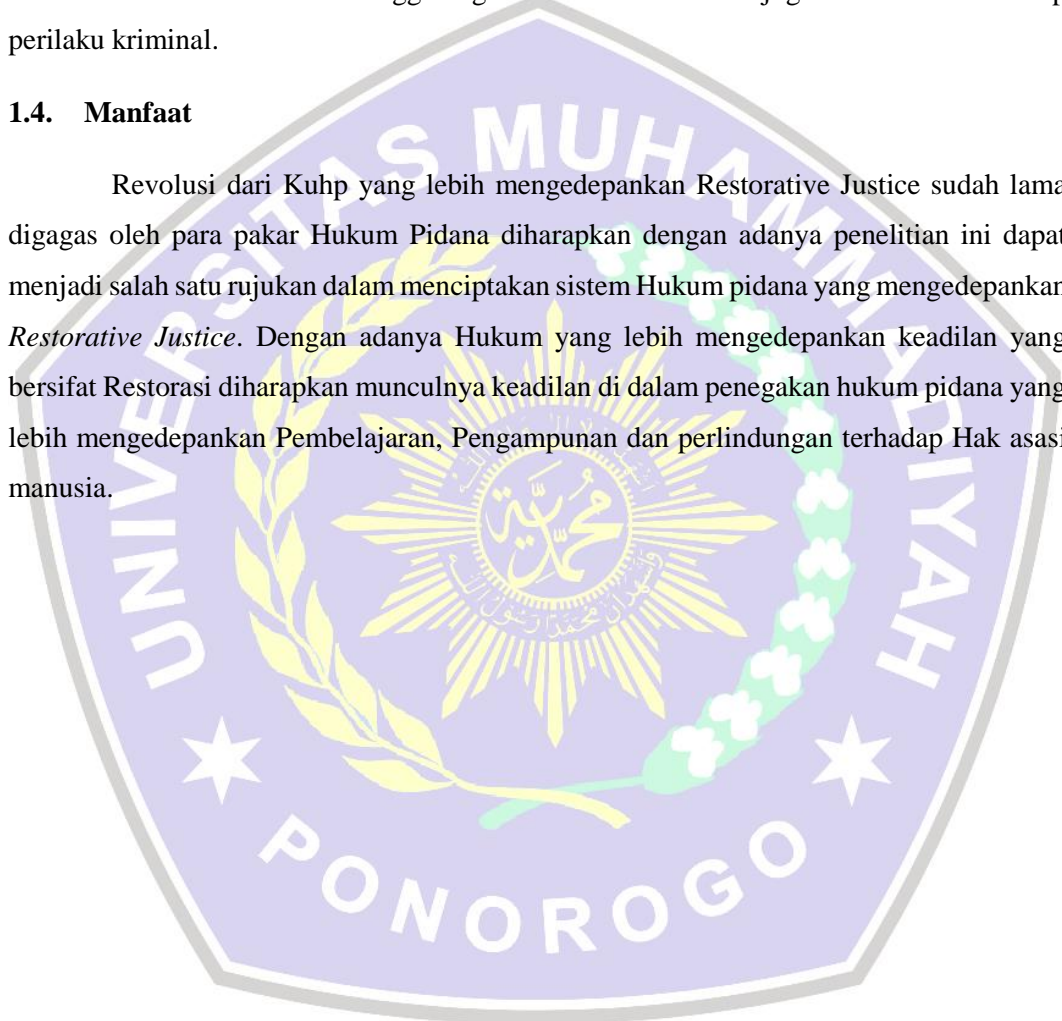 perilaku kriminal.
1.4. Manfaat
Revolusi dari Kuhp yang lebih mengedepankan Restorative Justice sudah lama
digagas oleh para pakar Hukum Pidana diharapkan dengan adanya penelitian ini dapat
menjadi salah satu rujukan dalam menciptakan sistem Hukum pidana yang mengedepankan
Restorative Justice. Dengan adanya Hukum yang lebih mengedepankan keadilan yang
bersifat Restorasi diharapkan munculnya keadilan di dalam penegakan hukum pidana yang
lebih mengedepankan Pembelajaran, Pengampunan dan perlindungan terhadap Hak asasi
manusia.
UNIVERSITAS MUHAMMADIYAH
PONOROGO
محمدية